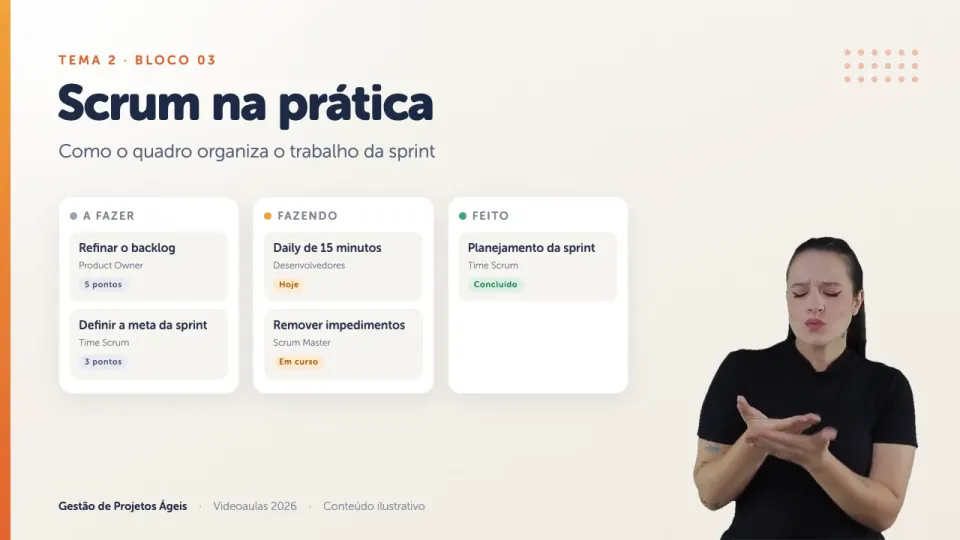 TEMA 2 · BLOCO 03
Scrum na prática
Como o quadro organiza o trabalho da sprint
A FAZER
Refinar o backlog
Product Owner
5 pontos
Definir a meta da sprint
Time Scrum
3 pontos
FAZENDO
Daily de 15 minutos
Desenvolvedores
Hoje
Remover impedimentos
Scrum Master
Em curso
FEITO
Planejamento da sprint
Time Scrum
Concluído
Gestão de Projetos Ágeis · Videoaulas 2026 · Conteúdo ilustrativo